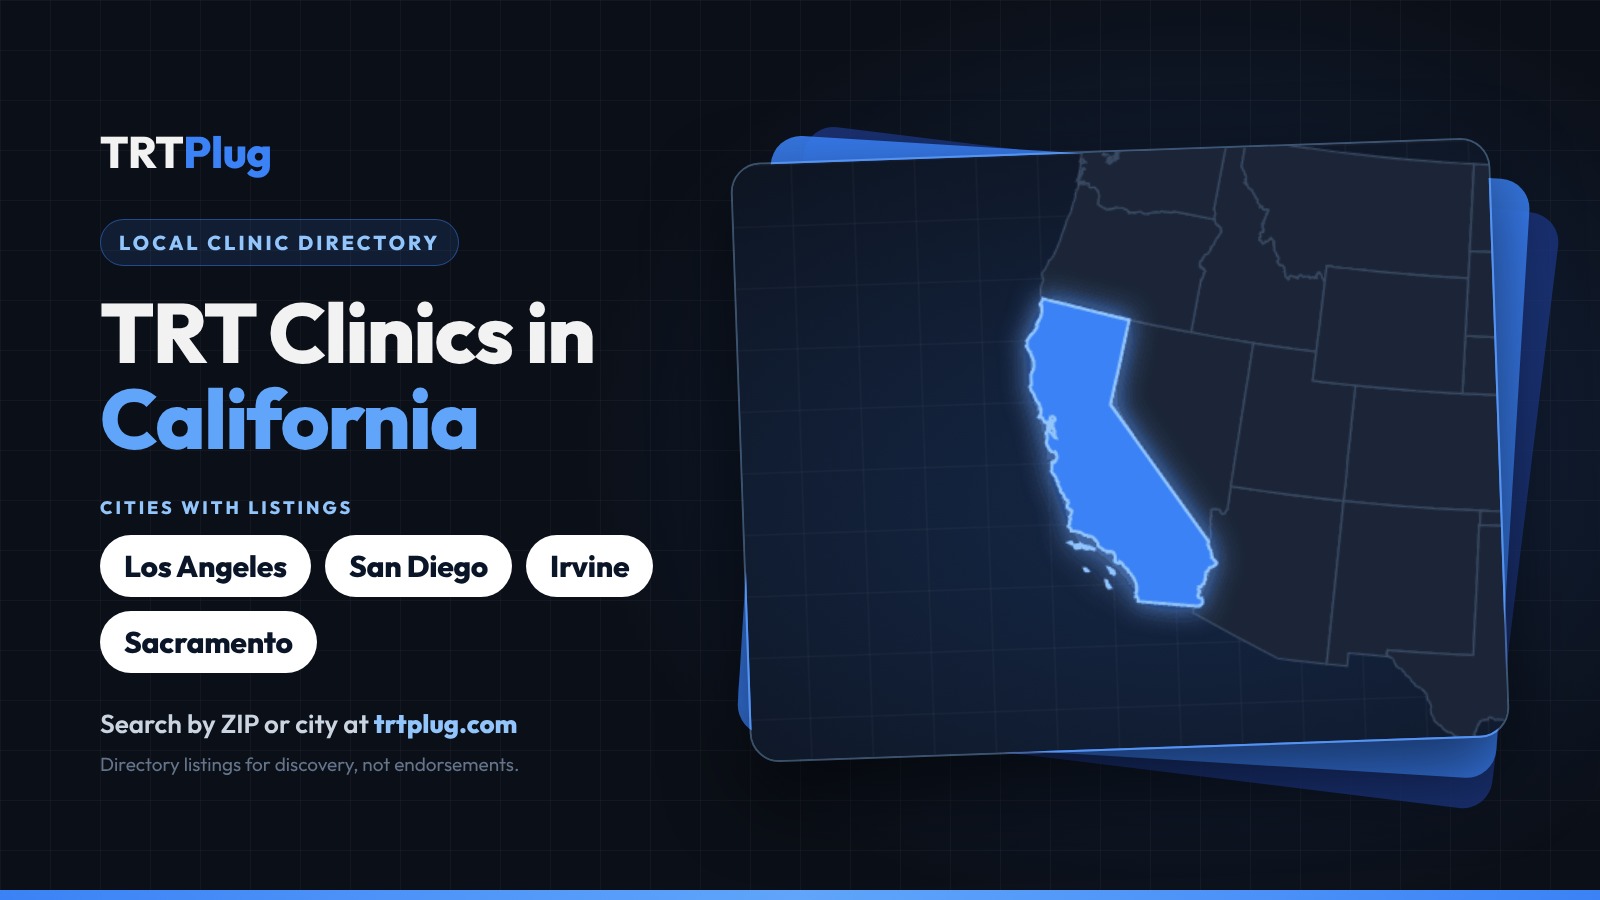 TRTPlug
LOCAL CLINIC DIRECTORY
TRT Clinics in
California
CITIES WITH LISTINGS
Los Angeles San Diego Irvine
Sacramento
Search by ZIP or city at trtplug.com
Directory listings for discovery, not endorsements.